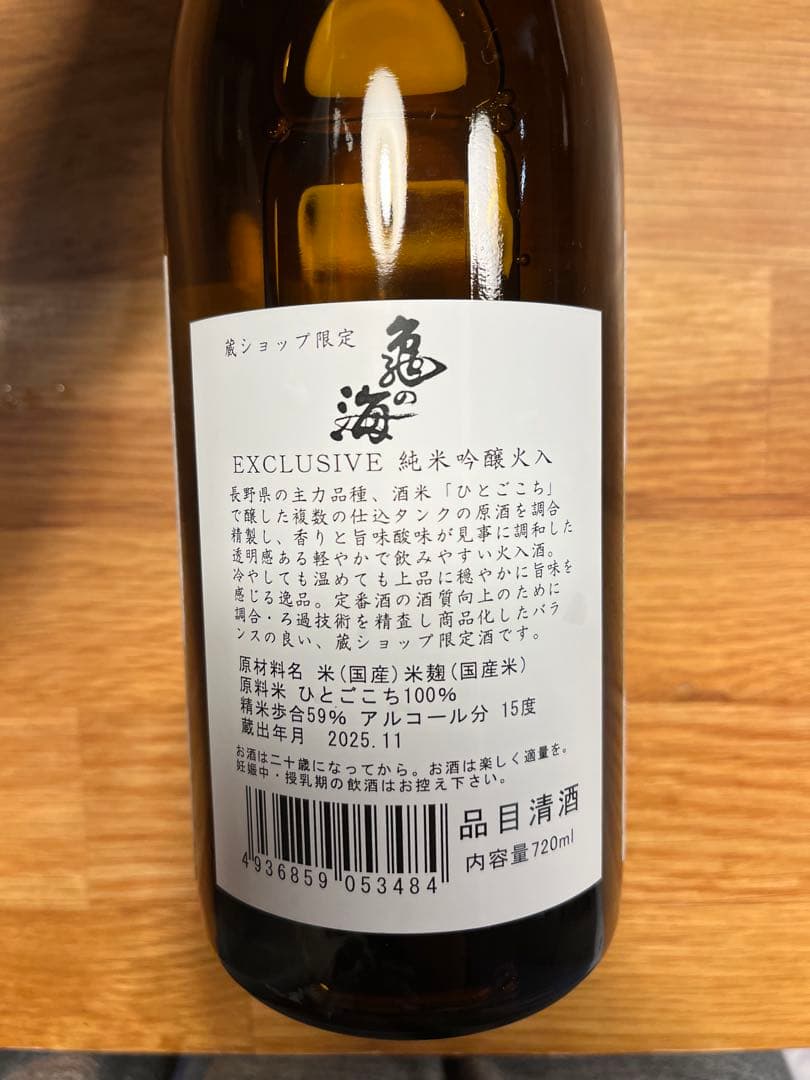 蔵ショップ限定
亀の海
EXCLUSIVE 純米吟醸火入
長野県の主力品種、酒米「ひとごこち」
で醸した複数の仕込タンクの原酒を調合
精製し、香りと旨味酸味が見事に調和した
透明感ある軽やかで飲みやすい火入酒。
冷やしても温めても上品に穏やかに旨味を
感じる逸品。定番酒の酒質向上のために
調合・ろ過技術を精査し商品化したバラ
ンスの良い、蔵ショップ限定酒です。
原材料名 米(国産)米麹(国産米)
原料米 ひとごこち100%
精米歩合59% アルコール分 15度
蔵出年月 2025.11
お酒は二十歳になってから。お酒は楽しく適量を。
妊娠中・授乳期の飲酒はお控え下さい。
品目清酒
内容量720ml
4936859 053484